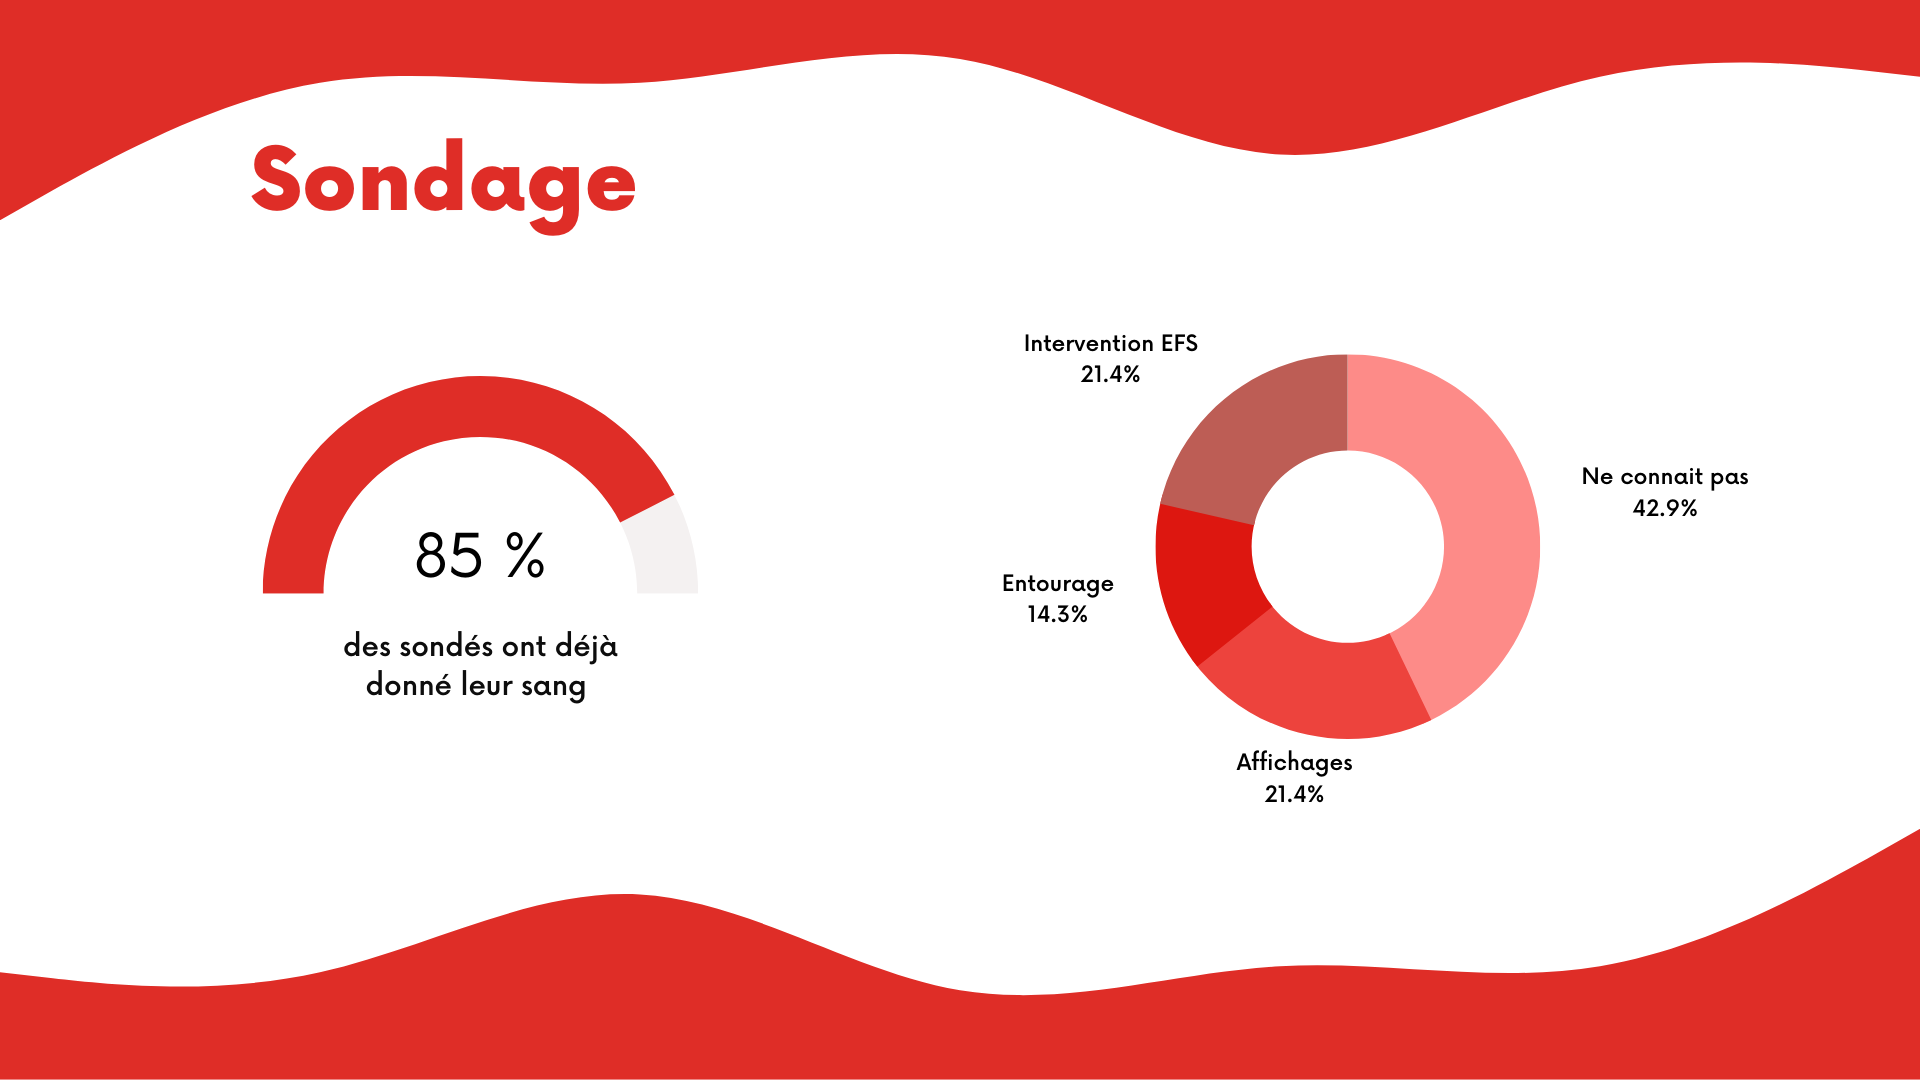 Sondage
85 %
des sondés ont déjà
donné leur sang
Intervention EFS
21.4%
Ne connait pas
42.9%
Entourage
14.3%
Affichages
21.4%